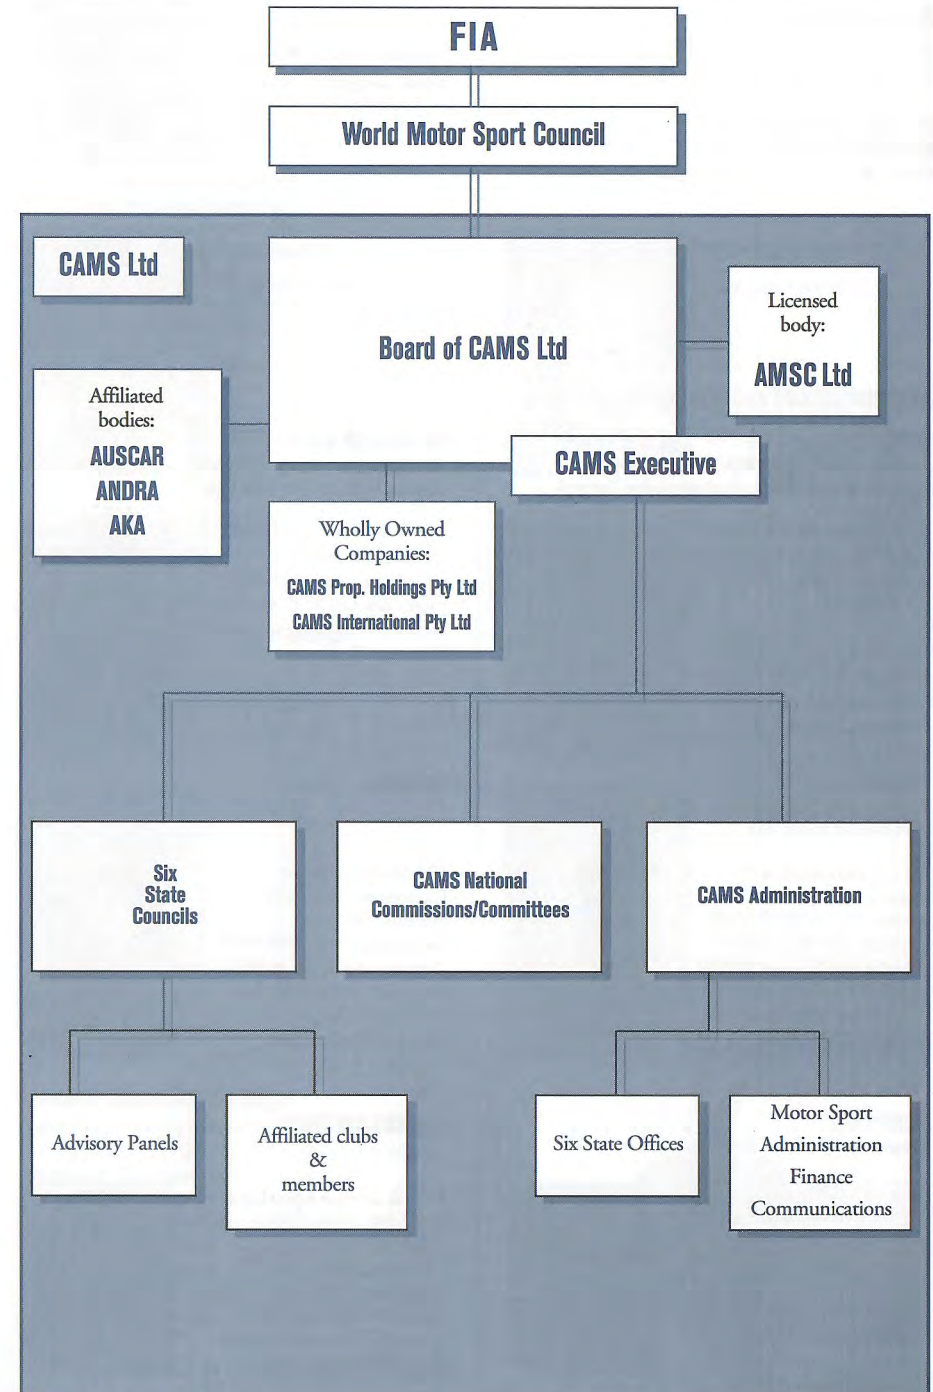 FIA
World Motor Sport Council
CAMS Ltd
Board of CAMS Ltd
Licensed
body:
AMSC Ltd
Affiliated
bodies:
AUSCAR
ANDRA
AKA
CAMS Executive
Wholly Owned
Companies:
CAMS Prop. Holdings Pty Ltd
CAMS International Pty Ltd
Six
State
Councils
CAMS National
Commissions/Committees
CAMS Administration
Advisory Panels
Affiliated clubs
&
members
Six State Offices
Motor Sport
Administration
Finance
Communications